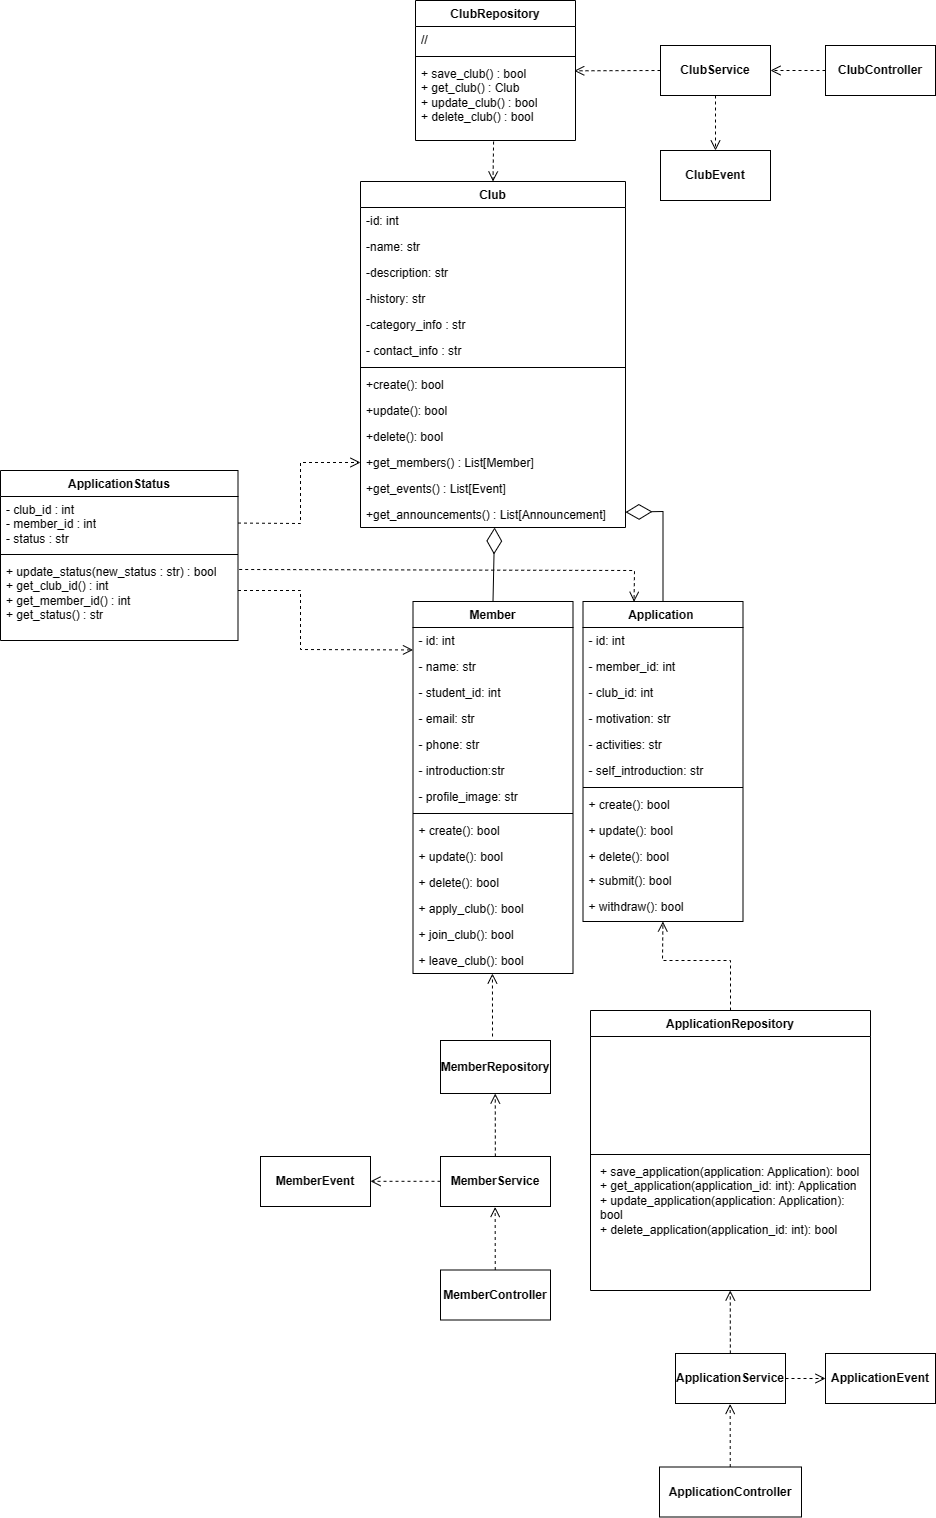 ClubRepository
//
+ save_club() : bool
+ get_club() : Club
+ update_club() : bool
+ delete_club() : bool
ClubService
ClubController
ClubEvent
Club
-id: int
-name: str
-description: str
-history: str
-category_info : str
- contact_info : str
+create(): bool
+update(): bool
+delete(): bool
+get_members() : List[Member]
+get_events() : List[Event]
+get_announcements() : List[Announcement]
ApplicationStatus
- club_id : int
- member_id : int
- status : str
+ update_status(new_status : str) : bool
+ get_club_id() : int
+ get_member_id() : int
+ get_status() : str
Member
- id: int
- name: str
- student_id: int
- email: str
- phone: str
- introduction:str
- profile_image: str
+ create(): bool
+ update(): bool
+ delete(): bool
+ apply_club(): bool
+ join_club(): bool
+ leave_club(): bool
Application
- id: int
- member_id: int
- club_id: int
- motivation: str
- activities: str
- self_introduction: str
+ create(): bool
+ update(): bool
+ delete(): bool
+ submit(): bool
+ withdraw(): bool
MemberRepository
MemberEvent
MemberService
MemberController
ApplicationRepository
+ save_application(application: Application): bool
+ get_application(application_id: int): Application
+ update_application(application: Application):
bool
+ delete_application(application_id: int): bool
ApplicationService
ApplicationEvent
ApplicationController